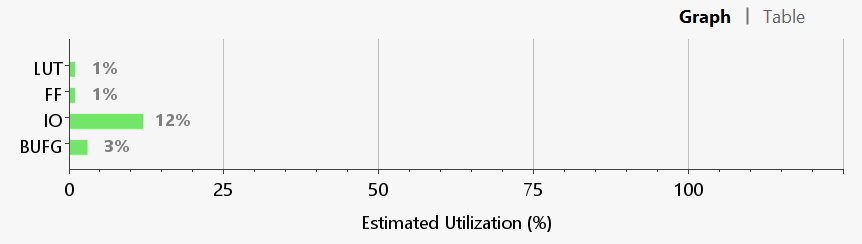 Graph | Table
LUT 1%
FF 1%
IO 12%
BUFG 3%
0 25 50 75 100
Estimated Utilization (%)